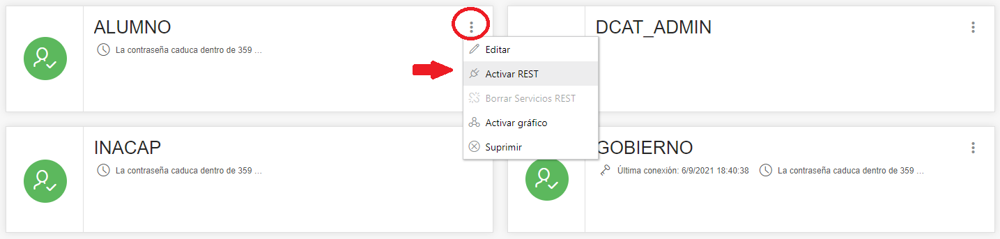 ALUMNO
La contraseña caduca dentro de 359 ...
Editar
Activar REST
Borrar Servicios REST
Activar gráfico
Suprimir
DCAT_ADMIN
INACAP
La contraseña caduca dentro de 359 ...
GOBIERNO
Última conexión: 6/9/2021 18:40:38 La contraseña caduca dentro de 359 ...